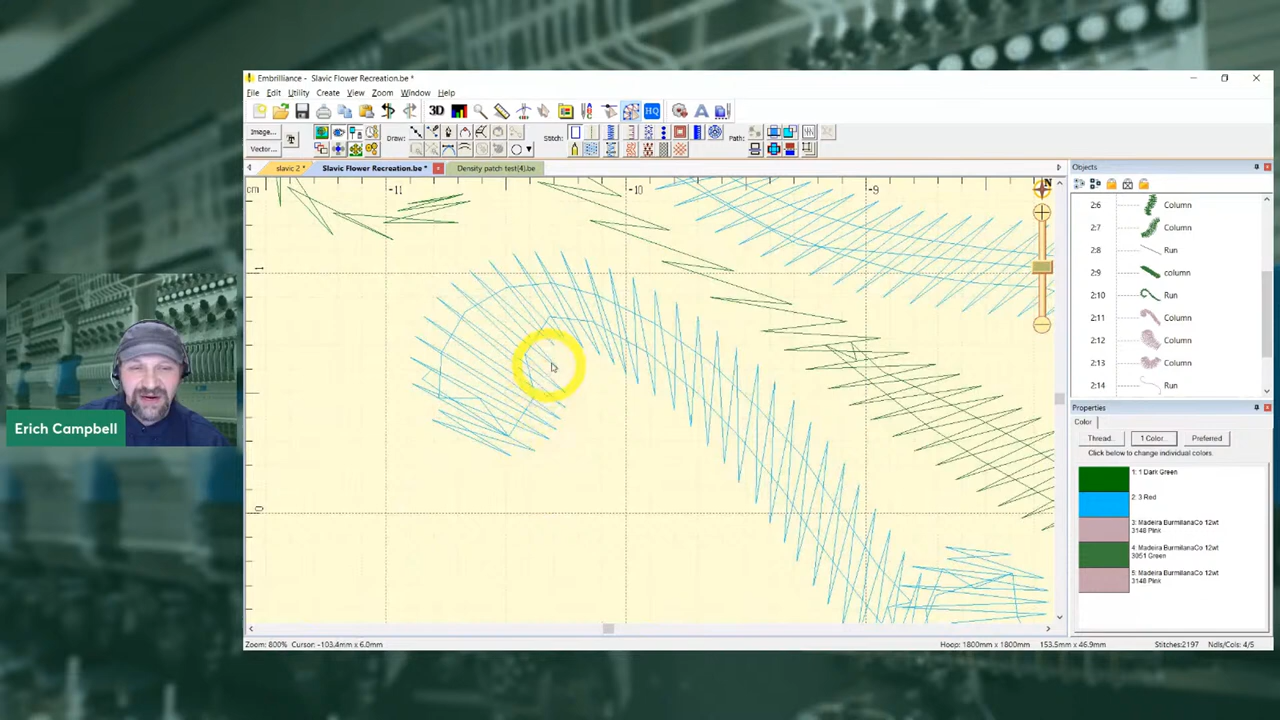 Embrilliance - Slavic Flower Recreation.be *
File Edit Utility Create View Zoom Window Help
3D HQ A
Image... T Draw: Stitch: Path:
Vector...
slavic 2 * Slavic Flower Recreation.be * Density patch test(4).be
cm -11 -10 -9
N
1
0
Objects
2:6 Column
2:7 Column
2:8 Run
2:9 column
2:10 Run
2:11 Column
2:12 Column
2:13 Column
2:14 Run
Properties
Color
Thread... 1 Color... Preferred
Click below to change individual colors.
1: 1 Dark Green
2: 3 Red
3: Madeira BurmilanaCo 12wt
3148 Pink
4: Madeira BurmilanaCo 12wt
3051 Green
5: Madeira BurmilanaCo 12wt
3148 Pink
Zoom: 800% Cursor: -103.4mm x 6.0mm Hoop: 1800mm x 1800mm 153.5mm x 46.9mm Stitches:2197 Ndls/Cols: 4/5
Erich Campbell